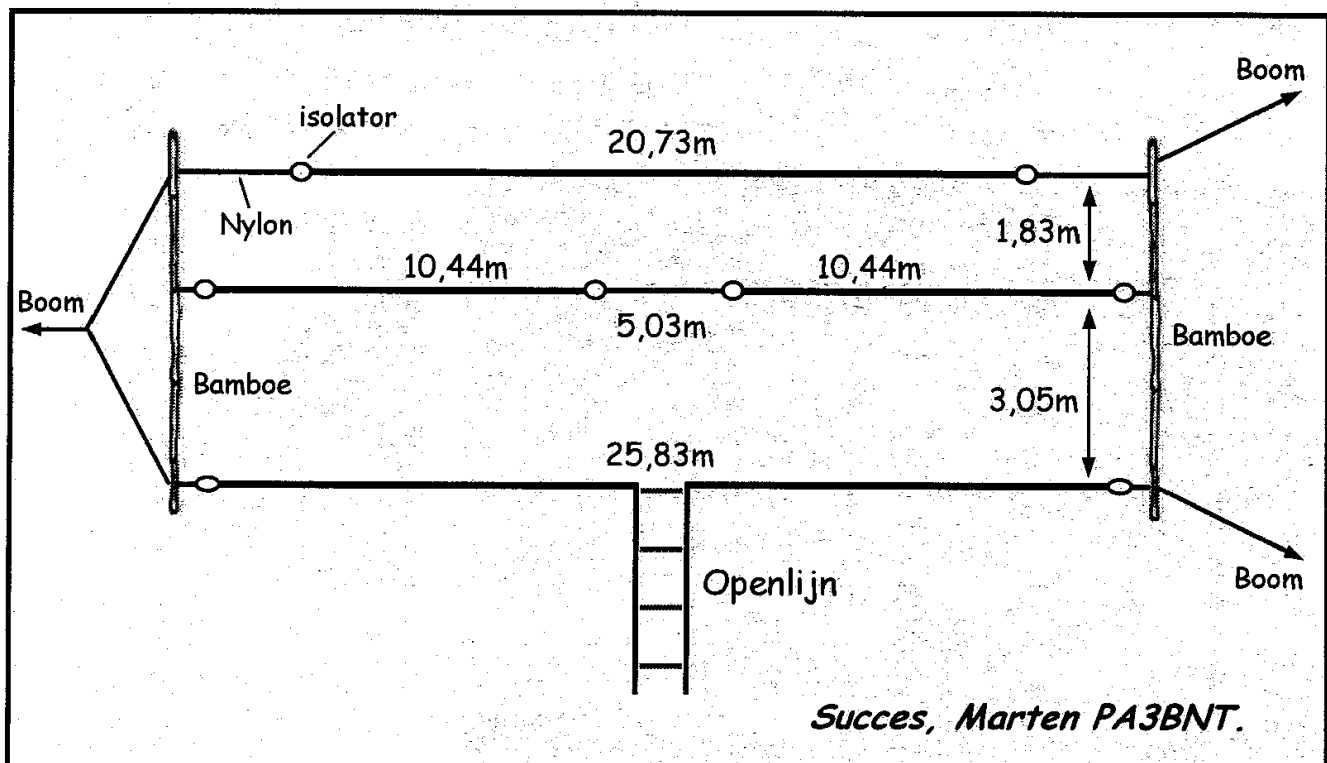 Boom
isolator
20,73m
Nylon
1,83m
10,44m
10,44m
Boom
5,03m
Bamboe
Bamboe
3,05m
25,83m
Openlijn
Boom
Succes, Marten PA3BNT.